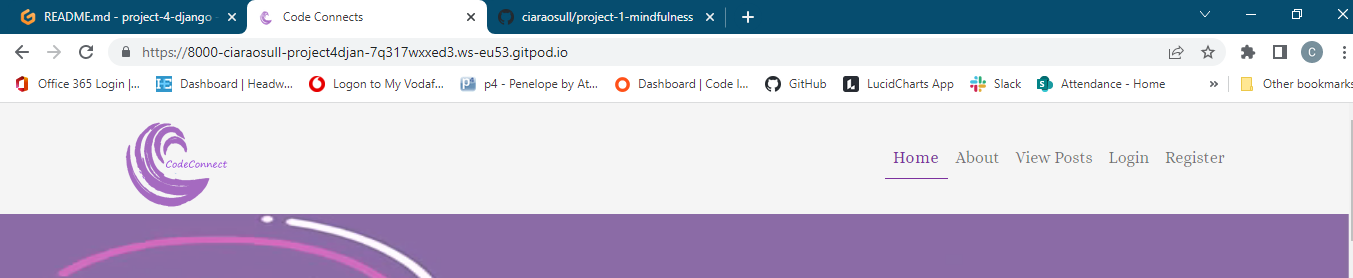 README.md - project-4-django
Code Connects
ciaraosull/project-1-mindfulness
https://8000-ciaraosull-project4djan-7q317wxxed3.ws-eu53.gitpod.io
C
Office 365 Login |...
Dashboard | Headw...
Logon to My Vodaf...
p4 - Penelope by At...
Dashboard | Code I...
GitHub
LucidCharts App
Slack
Attendance - Home
»
Other bookmarks
CodeConnect
Home
About
View Posts
Login
Register